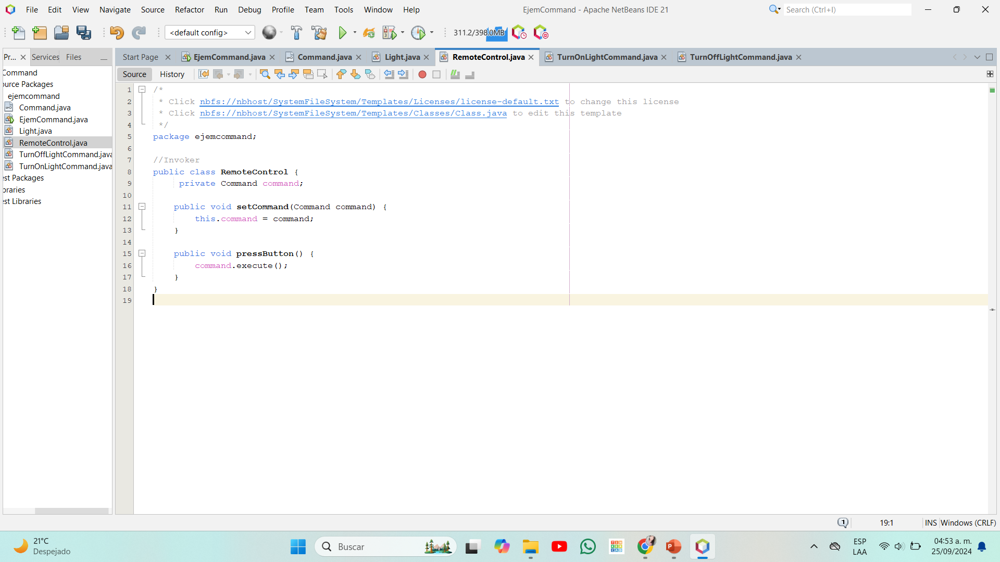 File Edit View Navigate Source Refactor Run Debug Profile Team Tools Window Help
EjemCommand - Apache NetBeans IDE 21
Search (Ctrl+I)
<default config>
311.2/398.0MB
Pr... Services Files
Start Page EjemCommand.java Command.java Light.java RemoteControl.java TurnOnLightCommand.java TurnOffLightCommand.java
Source History
Command
ource Packages
ejemcommand
Command.java
EjemCommand.java
Light.java
RemoteControl.java
TurnOffLightCommand.java
TurnOnLightCommand.java
est Packages
braries
est Libraries
1 /*
2 * Click nbfs://nbhost/SystemFileSystem/Templates/Licenses/license-default.txt to change this license
3 * Click nbfs://nbhost/SystemFileSystem/Templates/Classes/Class.java to edit this template
4 */
5 package ejemcommand;
6
7 //Invoker
8 public class RemoteControl {
9 private Command command;
10
11 public void setCommand(Command command) {
12 this.command = command;
13 }
14
15 public void pressButton() {
16 command.execute();
17 }
18 }
19
1 19:1 INS Windows (CRLF)
21°C
Despejado
Buscar
TIN
KER
CAD
ESP
LAA
04:53 a. m.
25/09/2024